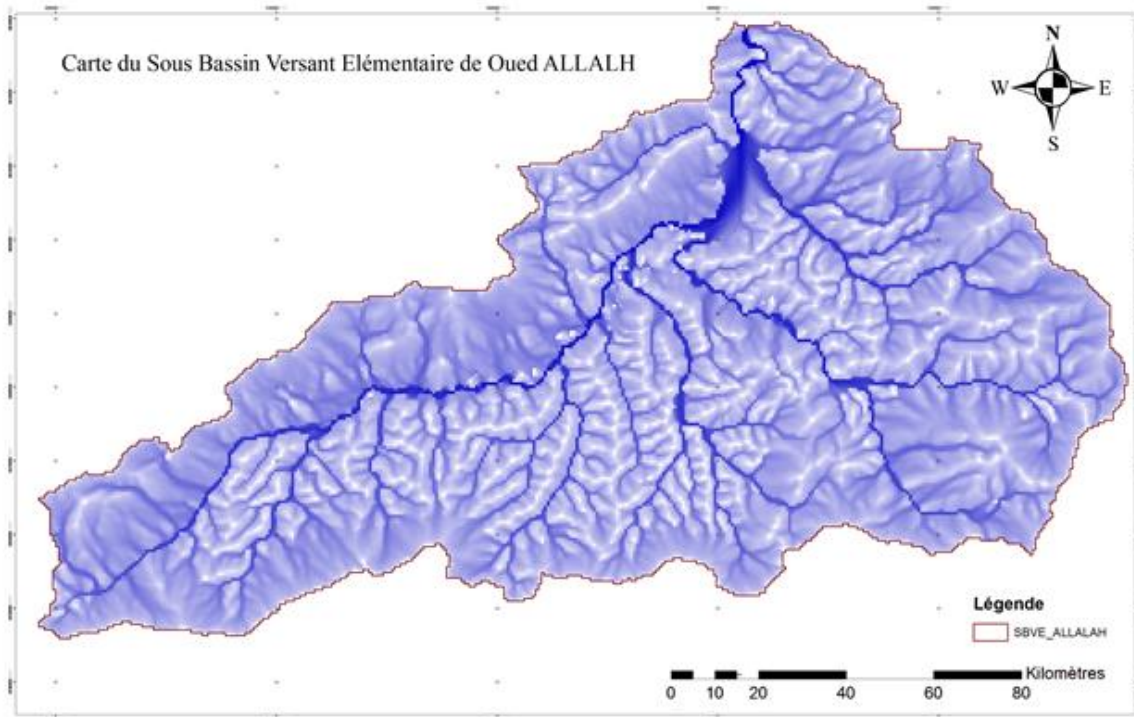 Carte du Sous Bassin Versant Elémentaire de Oued ALLALH
N
W E
S
Légende
SBVE_ALLALAH
Kilomètres
0 10 20 40 60 80